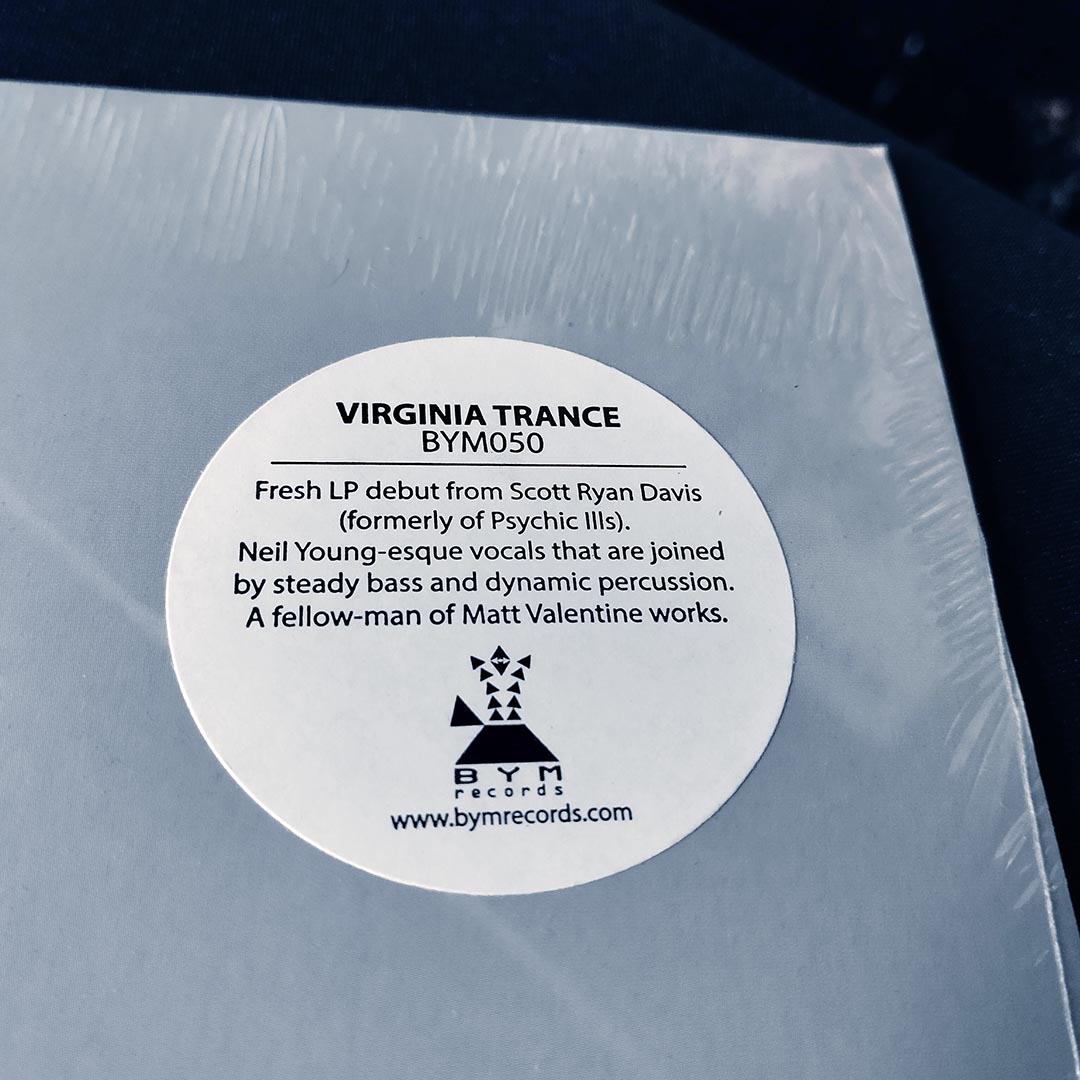 VIRGINIA TRANCE
BYM050
Fresh LP debut from Scott Ryan Davis
(formerly of Psychic Ills).
Neil Young-esque vocals that are joined
by steady bass and dynamic percussion.
A fellow-man of Matt Valentine works.
BYM
records
www.bymrecords.com